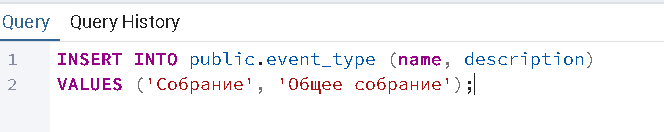 Query Query History
1 INSERT INTO public.event_type (name, description)
2 VALUES ('Собрание', 'Общее собрание');